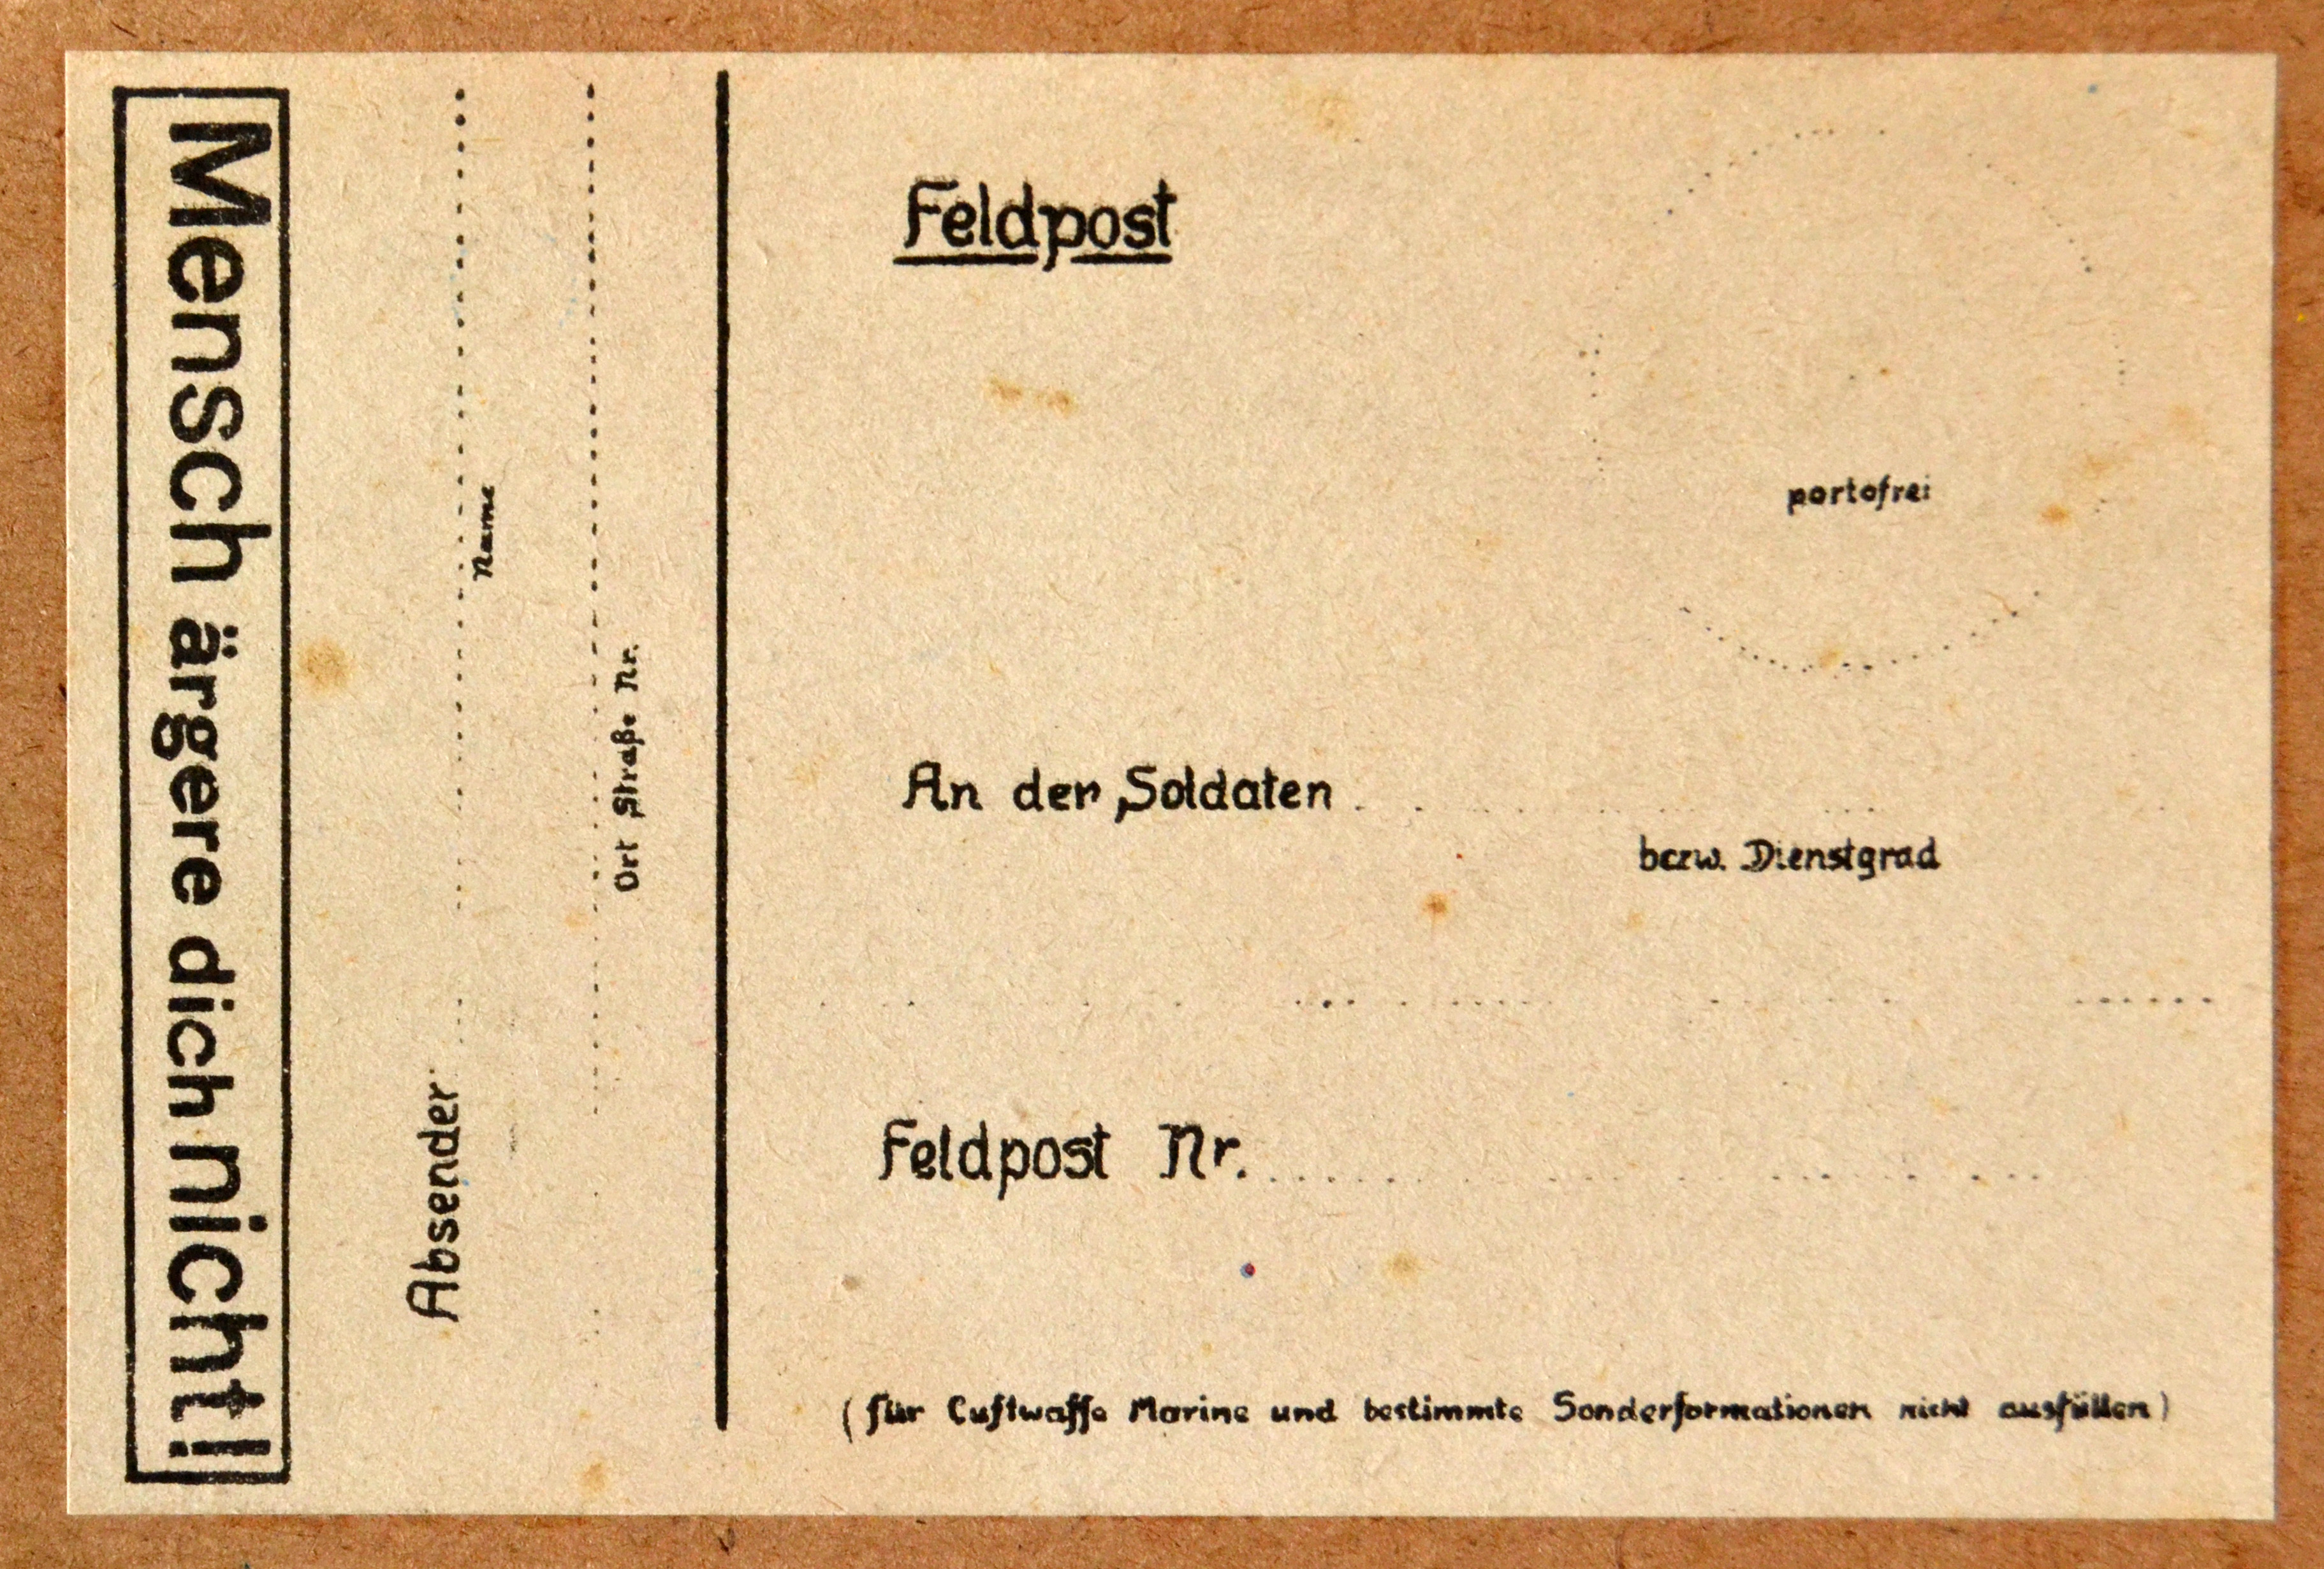 Mensch ärgere dich nicht!
Absender
Name
Ort Straße Nr.
Feldpost
portofrei
An den Soldaten
bezw. Dienstgrad
Feldpost Nr.
(für Luftwaffe Marine und bestimmte Sonderformationen nicht ausfüllen)